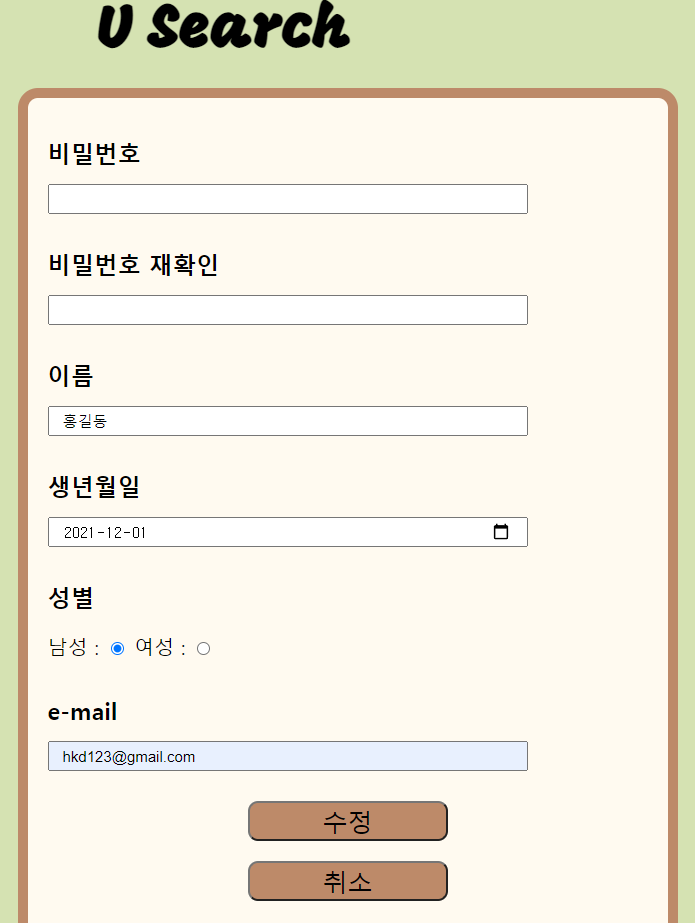 U Search
비밀번호
비밀번호 재확인
이름
홍길동
생년월일
2021-12-01
성별
남성 : 여성 :
e-mail
hkd123@gmail.com
수정
취소